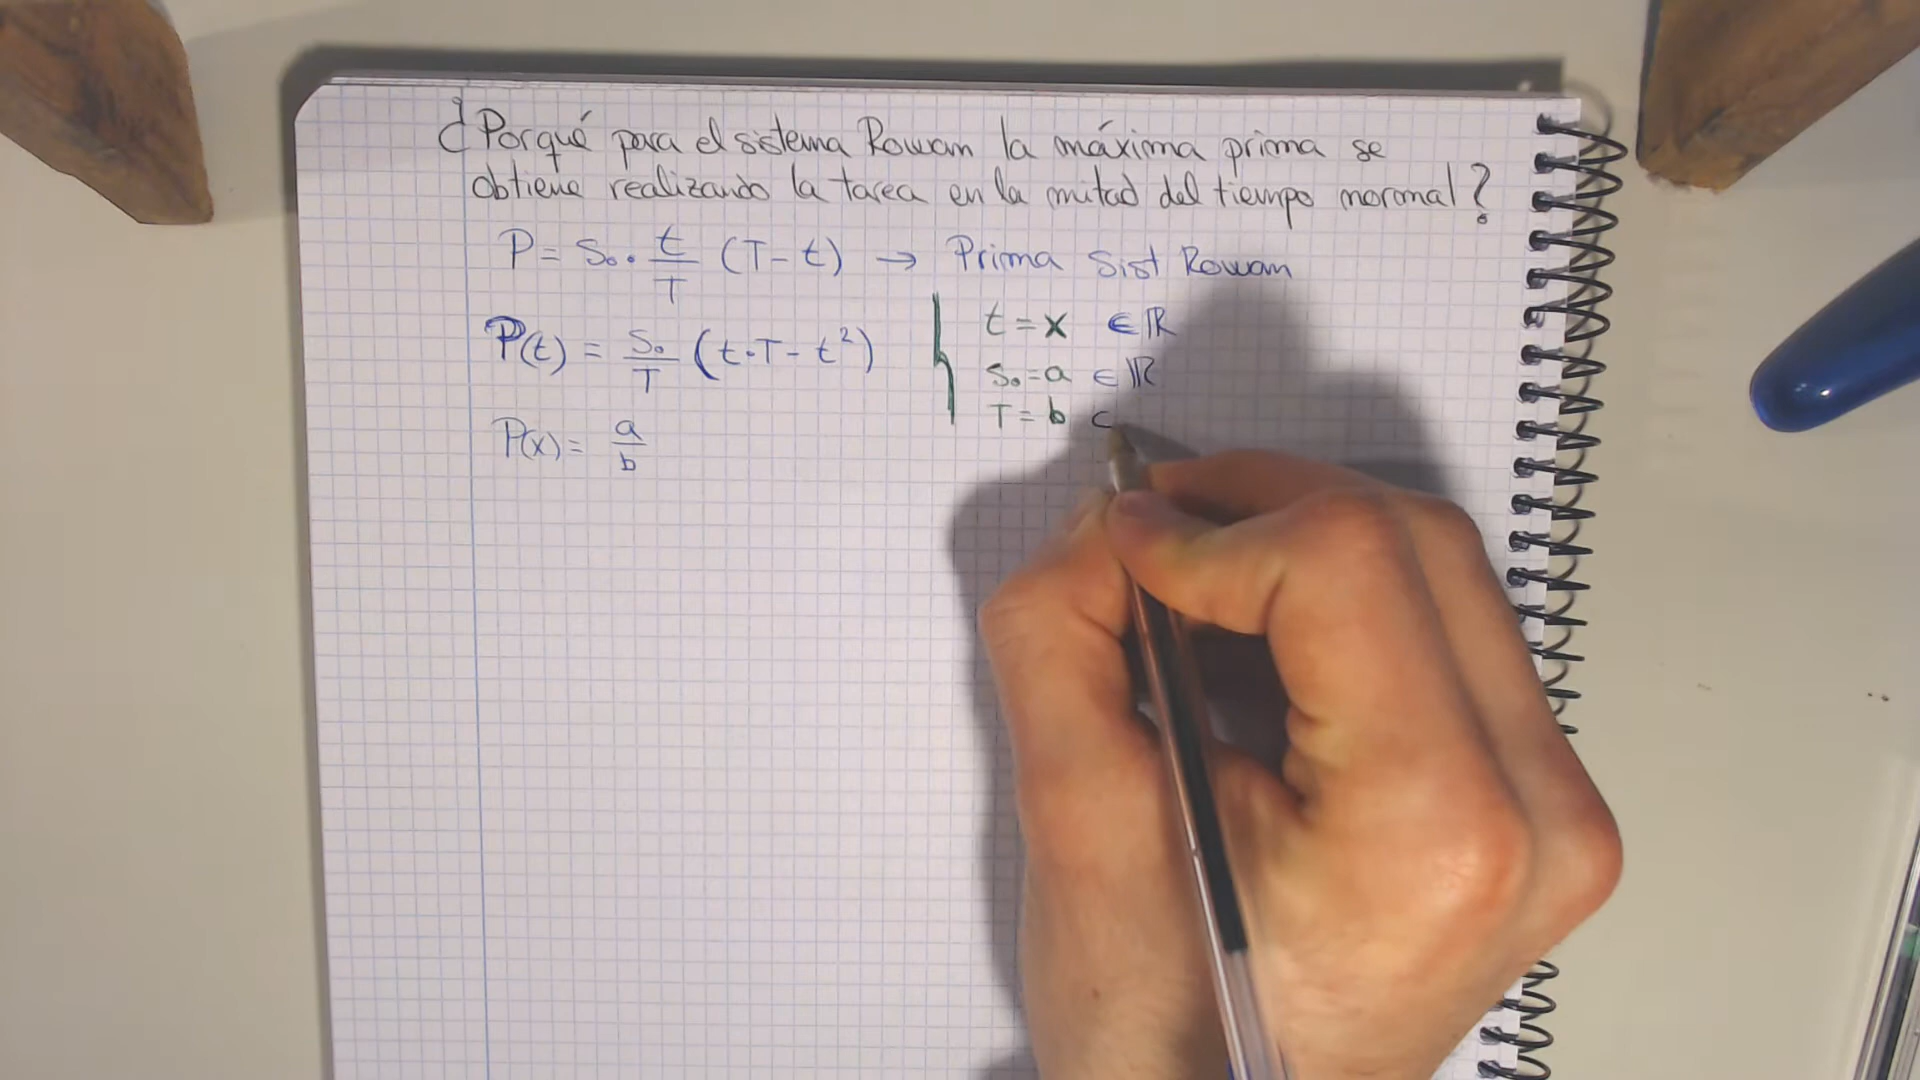 ¿Porqué para el sistema Rowan la máxima prima se
obtiene realizando la tarea en la mitad del tiempo normal?
P = S₀ · t/T (T - t) → Prima Sist Rowan
P(t) = S₀/T (t·T - t²)
t = x ∈ ℝ
S₀ = a ∈ ℝ
T = b
P(x) = a/b